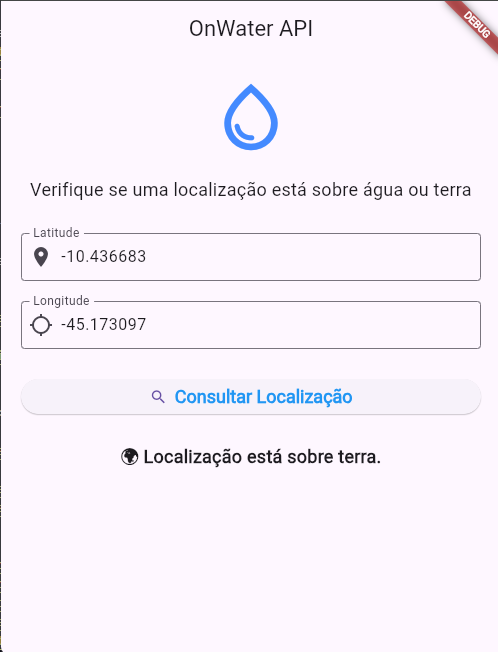 OnWater API
DEBUG
Verifique se uma localização está sobre água ou terra
Latitude
-10.436683
Longitude
-45.173097
Consultar Localização
🌍 Localização está sobre terra.